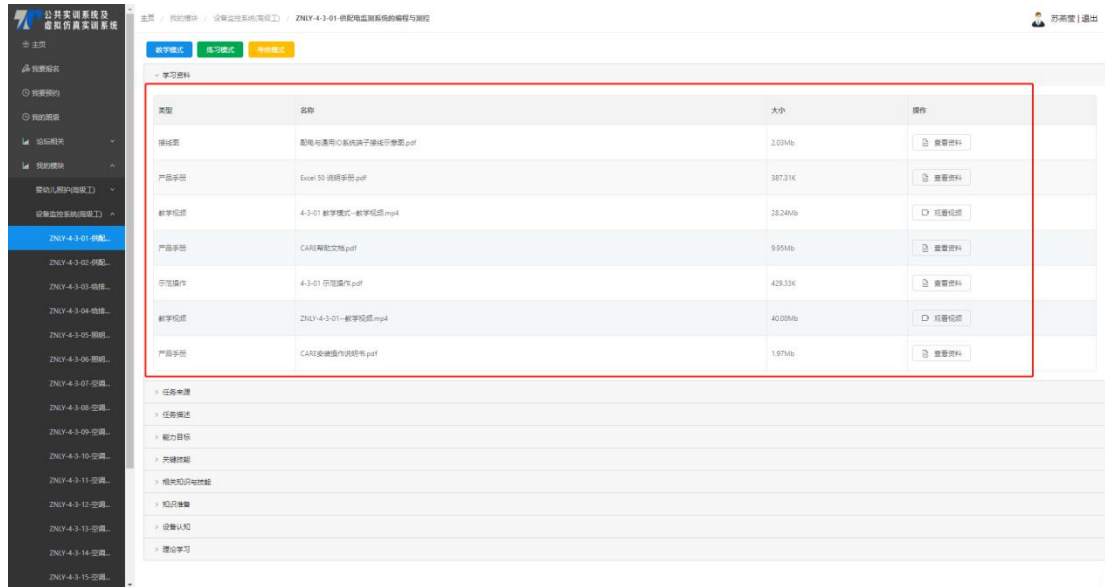 公共实训系统及
虚拟仿真实训系统
主页
我要报名
我要预约
我的班级
论坛相关
我的模块
婴幼儿照护(高级工)
设备监控系统(高级工)
ZNLY-4-3-01-供配...
ZNLY-4-3-02-供配...
ZNLY-4-3-03-给排...
ZNLY-4-3-04-给排...
ZNLY-4-3-05-照明...
ZNLY-4-3-06-照明...
ZNLY-4-3-07-空调...
ZNLY-4-3-08-空调...
ZNLY-4-3-09-空调...
ZNLY-4-3-10-空调...
ZNLY-4-3-11-空调...
ZNLY-4-3-12-空调...
ZNLY-4-3-13-空调...
ZNLY-4-3-14-空调...
ZNLY-4-3-15-空调...
主页 / 我的模块 / 设备监控系统(高级工) / ZNLY-4-3-01-供配电监测系统的编程与测控
苏燕莹 | 退出
教学模式 练习模式 考核模式
学习资料
类型 名称 大小 操作
接线图 配电与通用IO系统端子接线示意图.pdf 2.03Mb 查看资料
产品手册 Excel 50 说明手册.pdf 387.31K 查看资料
教学视频 4-3-01 教学模式--教学视频.mp4 28.24Mb 观看视频
产品手册 CARE帮助文档.pdf 9.95Mb 查看资料
示范操作 4-3-01 示范操作.pdf 429.33K 查看资料
教学视频 ZNLY-4-3-01--教学视频.mp4 40.00Mb 观看视频
产品手册 CARE安装操作说明书.pdf 1.97Mb 查看资料
任务来源
任务描述
能力目标
关键技能
相关知识与技能
知识准备
设备认知
理论学习